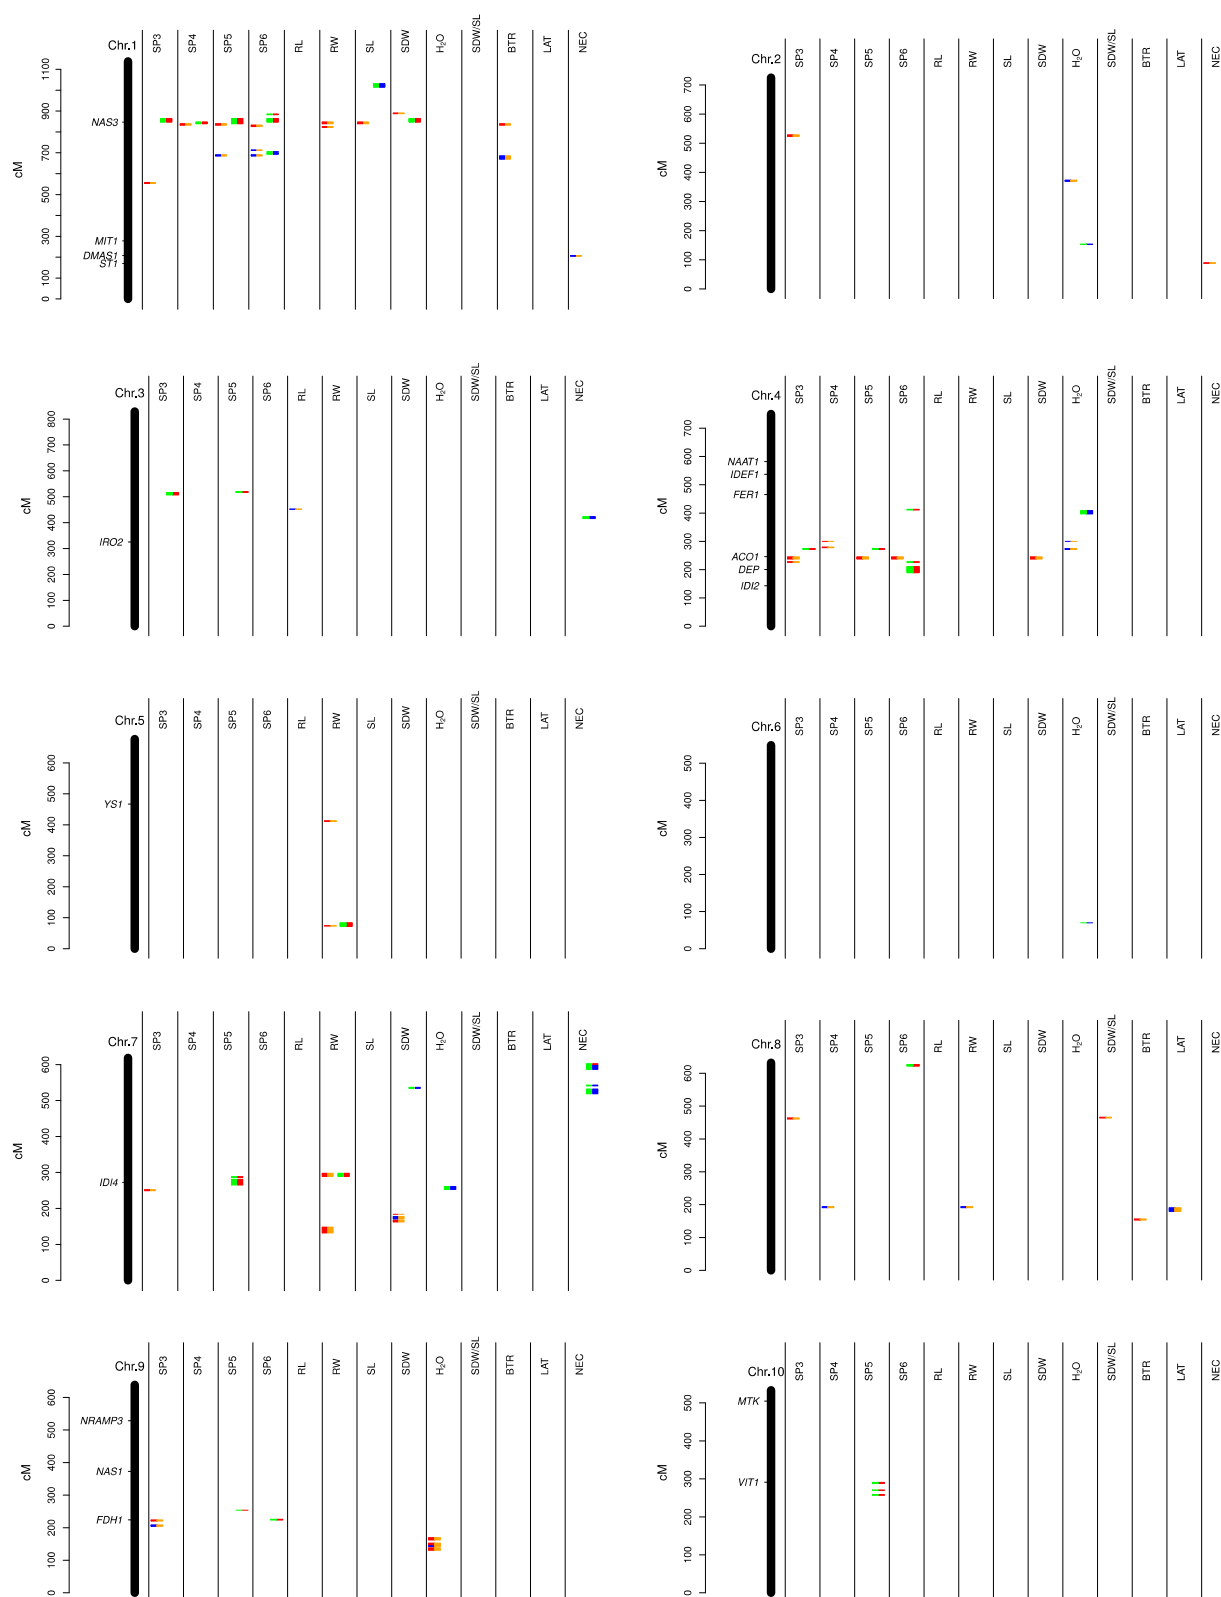 Chr.1 SP3 SP4 SP5 SP6 RL RW SL SDW H₂O SDW/SL BTR LAT NEC
cM
0 100 300 500 700 900 1100
NAS3
MIT1
DMAS1
ST1
Chr.2 SP3 SP4 SP5 SP6 RL RW SL SDW H₂O SDW/SL BTR LAT NEC
cM
0 100 200 300 400 500 600 700
Chr.3 SP3 SP4 SP5 SP6 RL RW SL SDW H₂O SDW/SL BTR LAT NEC
cM
0 100 200 300 400 500 600 700 800
IRO2
Chr.4 SP3 SP4 SP5 SP6 RL RW SL SDW H₂O SDW/SL BTR LAT NEC
cM
0 100 200 300 400 500 600 700
NAAT1
IDEF1
FER1
ACO1
DEP
IDI2
Chr.5 SP3 SP4 SP5 SP6 RL RW SL SDW H₂O SDW/SL BTR LAT NEC
cM
0 100 200 300 400 500 600
YS1
Chr.6 SP3 SP4 SP5 SP6 RL RW SL SDW H₂O SDW/SL BTR LAT NEC
cM
0 100 200 300 400 500
Chr.7 SP3 SP4 SP5 SP6 RL RW SL SDW H₂O SDW/SL BTR LAT NEC
cM
0 100 200 300 400 500 600
IDI4
Chr.8 SP3 SP4 SP5 SP6 RL RW SL SDW H₂O SDW/SL BTR LAT NEC
cM
0 100 200 300 400 500 600
Chr.9 SP3 SP4 SP5 SP6 RL RW SL SDW H₂O SDW/SL BTR LAT NEC
cM
0 100 200 300 400 500 600
NRAMP3
NAS1
FDH1
Chr.10 SP3 SP4 SP5 SP6 RL RW SL SDW H₂O SDW/SL BTR LAT NEC
cM
0 100 200 300 400 500
MTK
VIT1